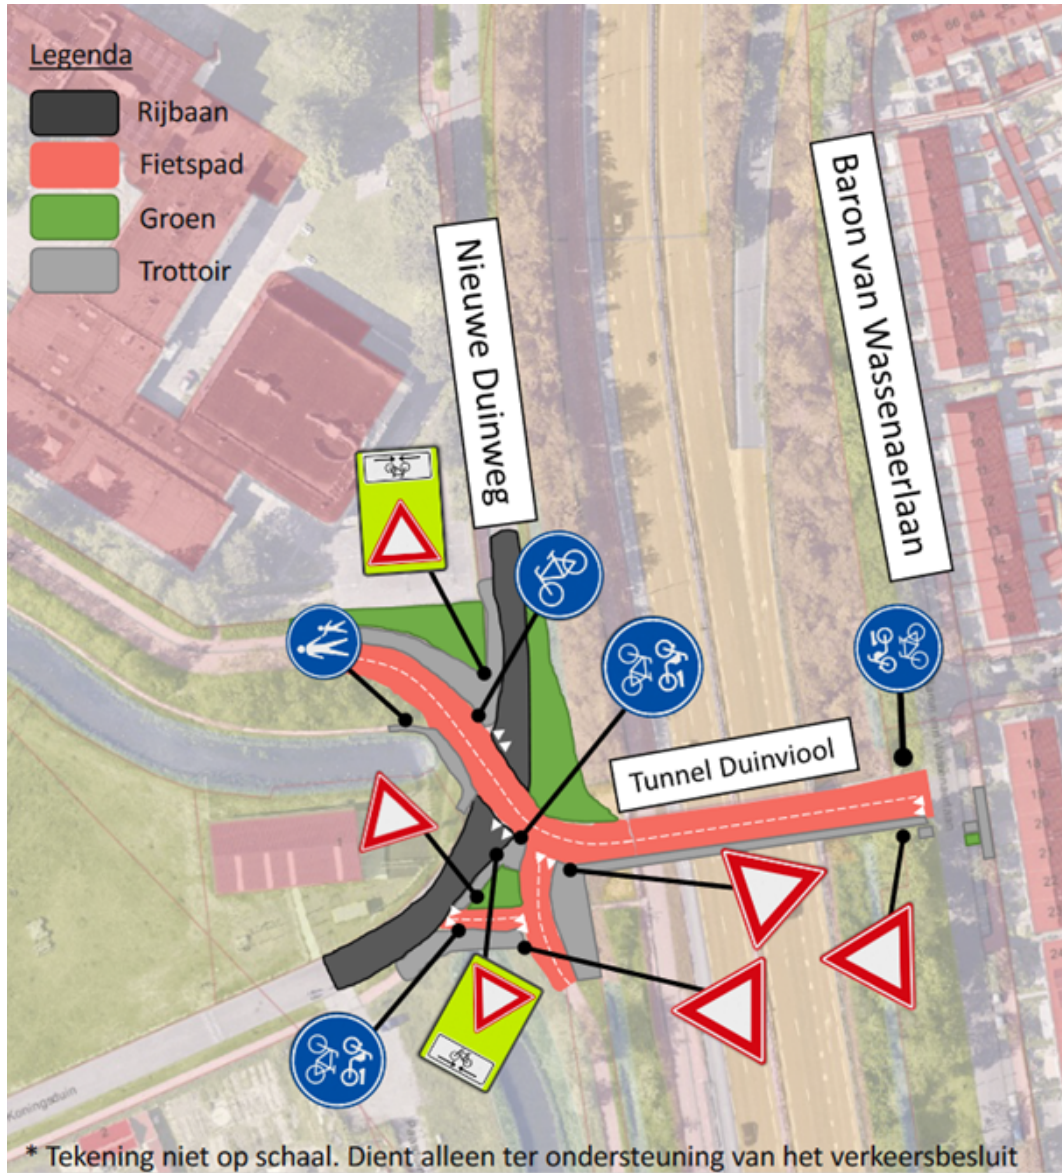 Legenda
Rijbaan
Fietspad
Groen
Trottoir
Nieuwe Duinweg
Baron van Wassenaerlaan
Tunnel Duinviool
Koningsduin
* Tekening niet op schaal. Dient alleen ter ondersteuning van het verkeersbesluit